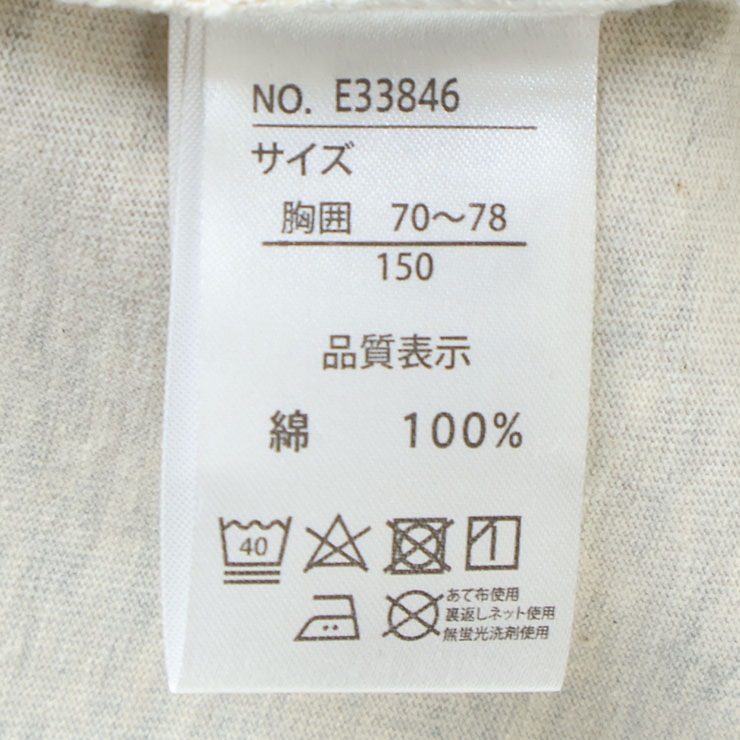 NO. E33846
サイズ
胸囲 70〜78
150
品質表示
綿 100%
40
あて布使用
裏返しネット使用
無蛍光洗剤使用